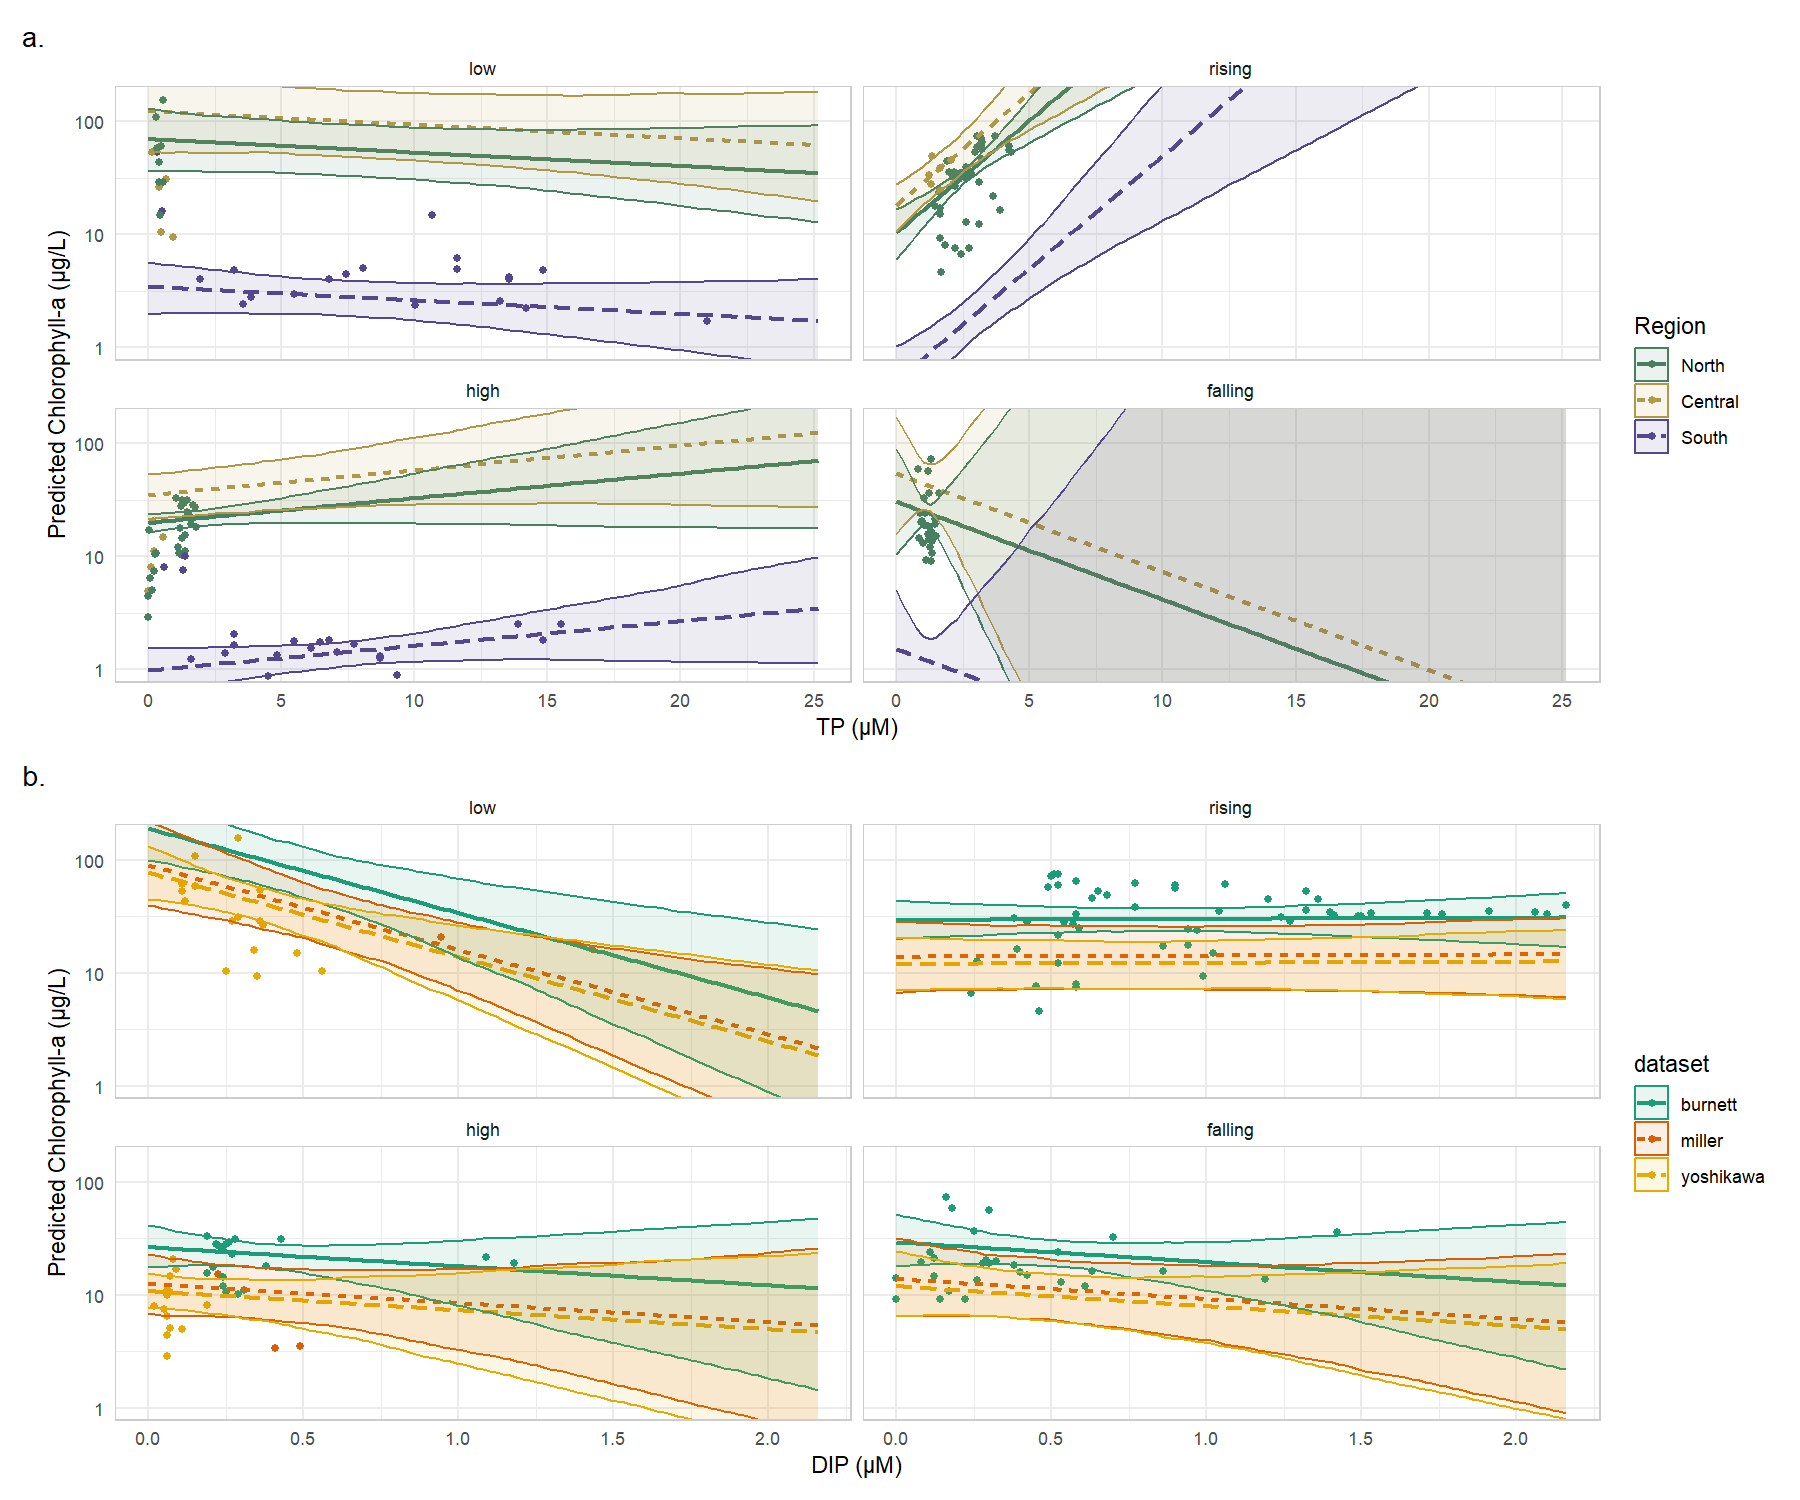 a.
low
rising
100
10
1
high
falling
100
10
1
Predicted Chlorophyll-a (µg/L)
0 5 10 15 20 25
0 5 10 15 20 25
TP (µM)
Region
North
Central
South
b.
low
rising
100
10
1
high
falling
100
10
1
Predicted Chlorophyll-a (µg/L)
0.0 0.5 1.0 1.5 2.0
0.0 0.5 1.0 1.5 2.0
DIP (µM)
dataset
burnett
miller
yoshikawa